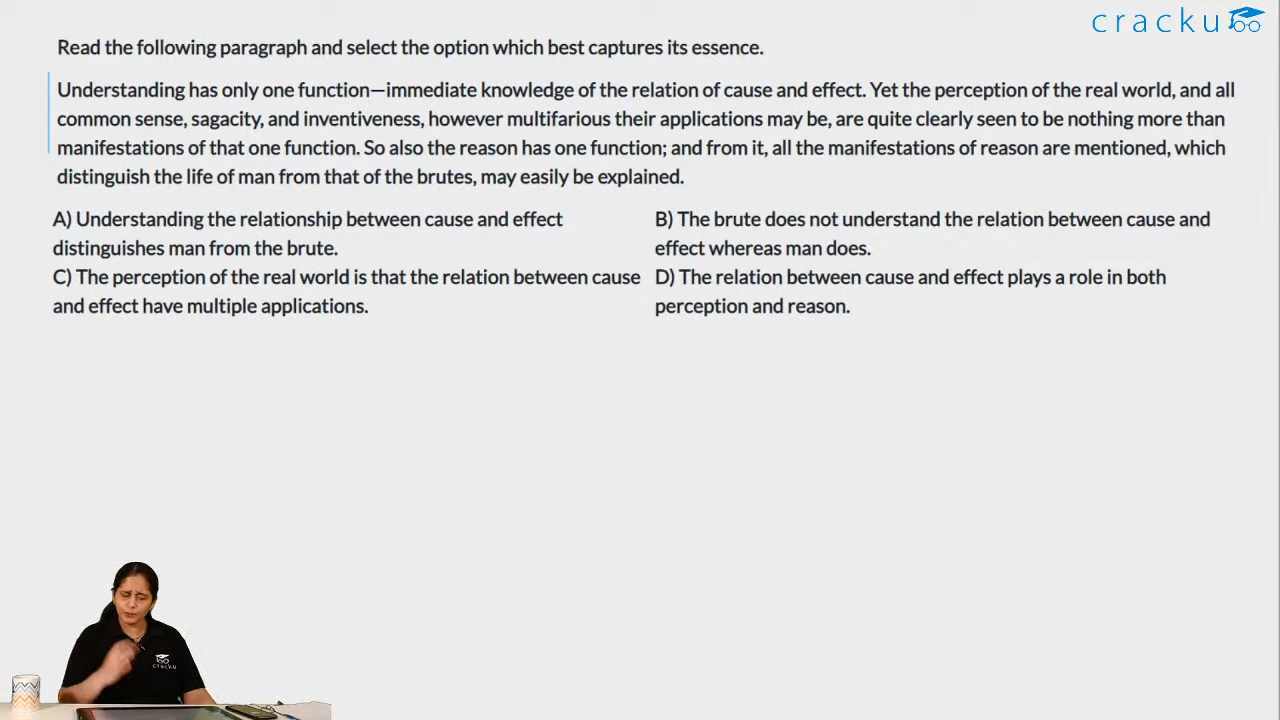 cracku
Read the following paragraph and select the option which best captures its essence.
Understanding has only one function—immediate knowledge of the relation of cause and effect. Yet the perception of the real world, and all
common sense, sagacity, and inventiveness, however multifarious their applications may be, are quite clearly seen to be nothing more than
manifestations of that one function. So also the reason has one function; and from it, all the manifestations of reason are mentioned, which
distinguish the life of man from that of the brutes, may easily be explained.
A) Understanding the relationship between cause and effect
distinguishes man from the brute.
B) The brute does not understand the relation between cause and
effect whereas man does.
C) The perception of the real world is that the relation between cause
and effect have multiple applications.
D) The relation between cause and effect plays a role in both
perception and reason.
cracku